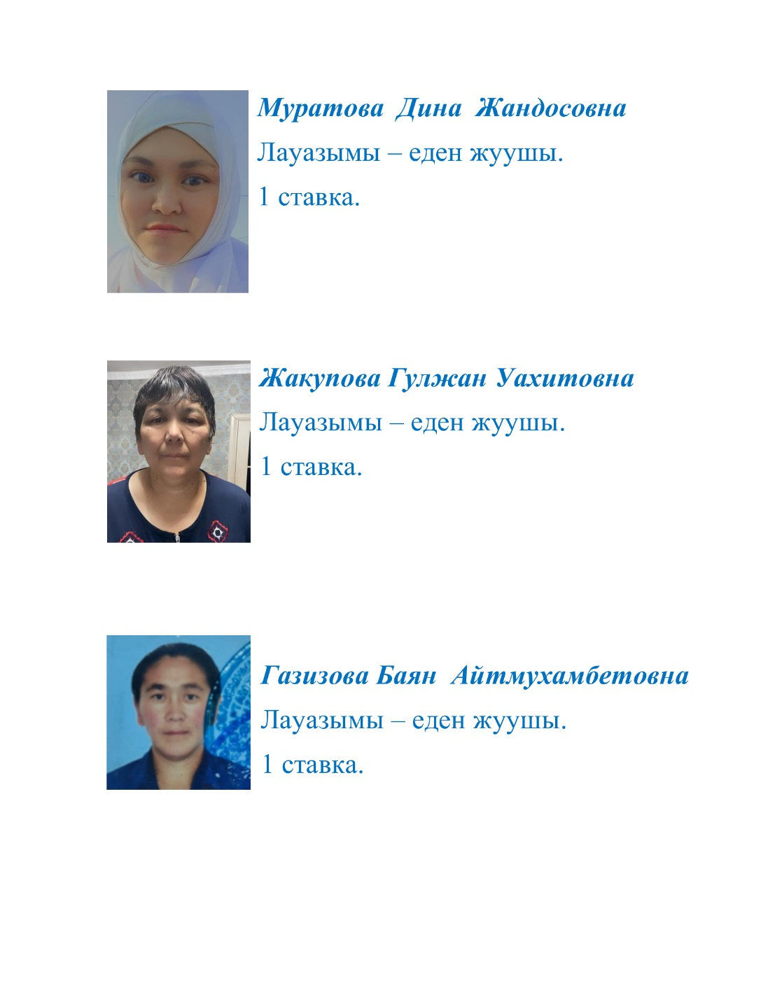 Муратова Дина Жандосовна
Лауазымы – еден жуушы.
1 ставка.
Жакупова Гулжан Уахитовна
Лауазымы – еден жуушы.
1 ставка.
Газизова Баян Айтмухамбетовна
Лауазымы – еден жуушы.
1 ставка.